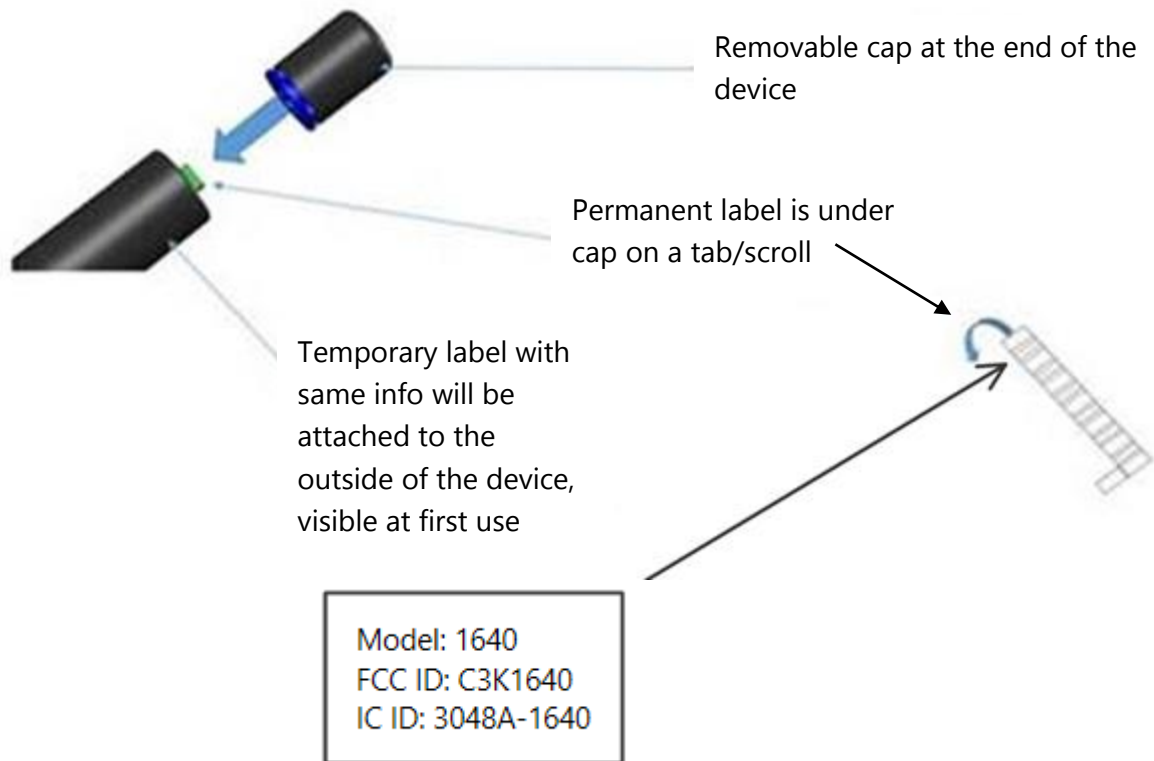 Removable cap at the end of the
device
Permanent label is under
cap on a tab/scroll
Temporary label with
same info will be
attached to the
outside of the device,
visible at first use
Model: 1640
FCC ID: C3K1640
IC ID: 3048A-1640